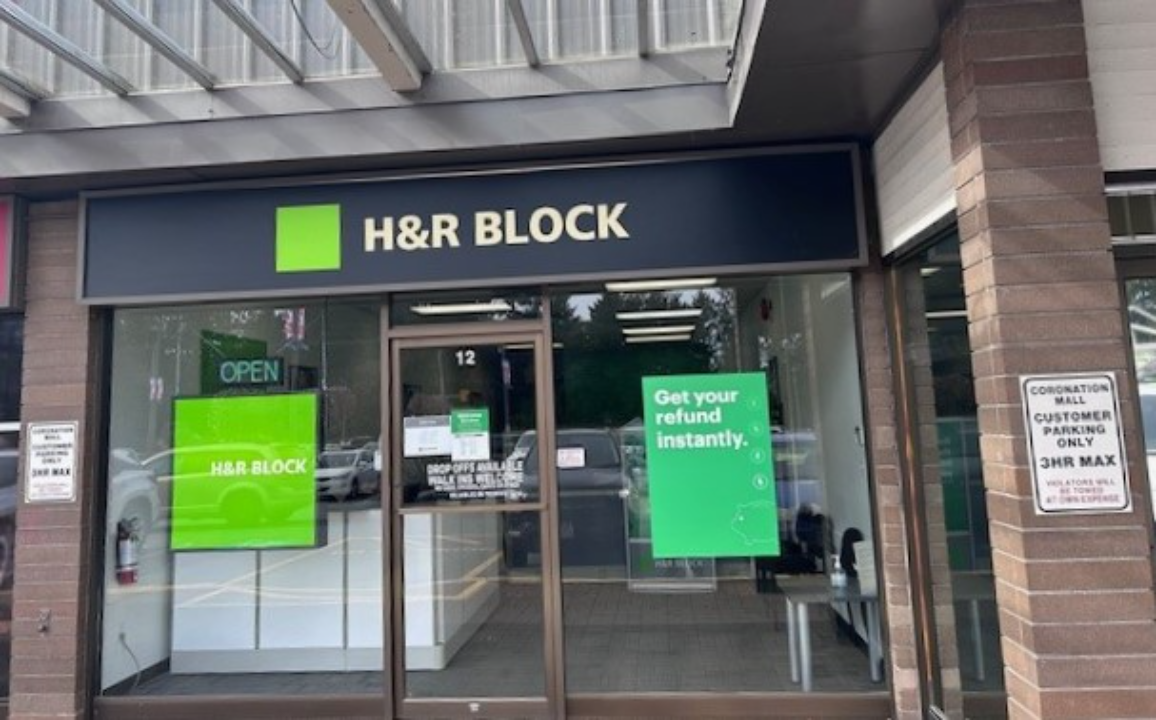 H&R BLOCK
OPEN
H&R BLOCK
12
DROP OFFS AVAILABLE
WALK INS WELCOME
Get your
refund
instantly.
H&R BLOCK
CORONATION
MALL
CUSTOMER
PARKING
ONLY
3HR MAX
CORONATION
MALL
CUSTOMER
PARKING
ONLY
3HR MAX
VIOLATORS WILL
BE TOWED
AT OWN EXPENSE